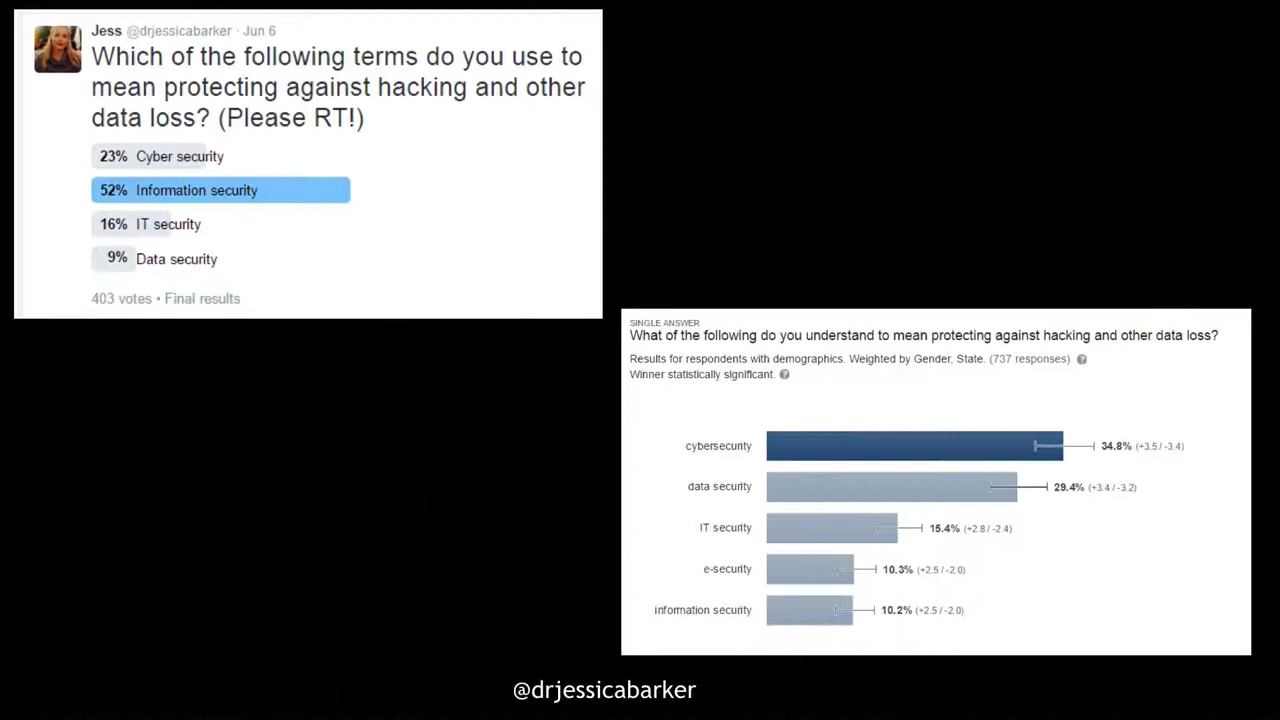 Jess @drjessicabarker · Jun 6
Which of the following terms do you use to
mean protecting against hacking and other
data loss? (Please RT!)
23% Cyber security
52% Information security
16% IT security
9% Data security
403 votes • Final results
SINGLE ANSWER
What of the following do you understand to mean protecting against hacking and other data loss?
Results for respondents with demographics. Weighted by Gender, State. (737 responses) ?
Winner statistically significant. ?
cybersecurity 34.8% (+3.5 / -3.4)
data security 29.4% (+3.4 / -3.2)
IT security 15.4% (+2.8 / -2.4)
e-security 10.3% (+2.5 / -2.0)
information security 10.2% (+2.5 / -2.0)
@drjessicabarker